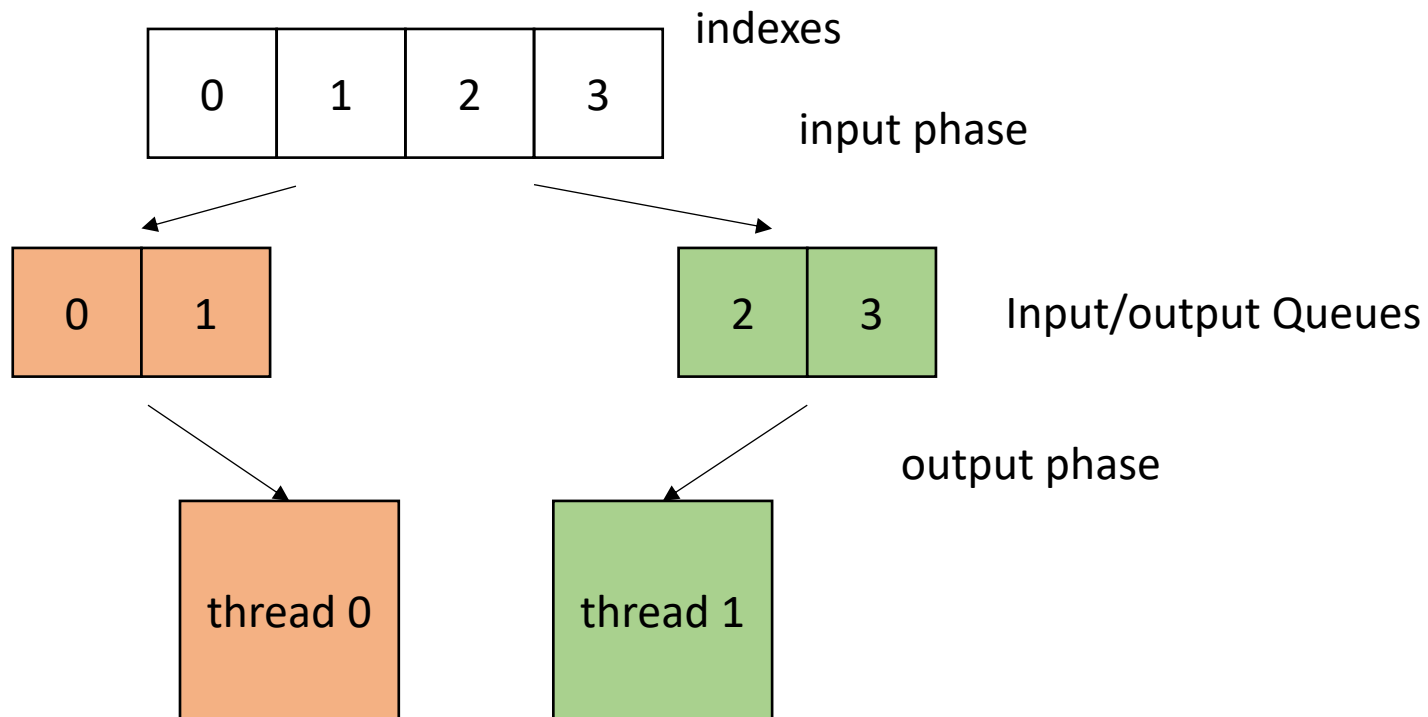 indexes
0 1 2 3
input phase
0 1 2 3 Input/output Queues
output phase
thread 0 thread 1